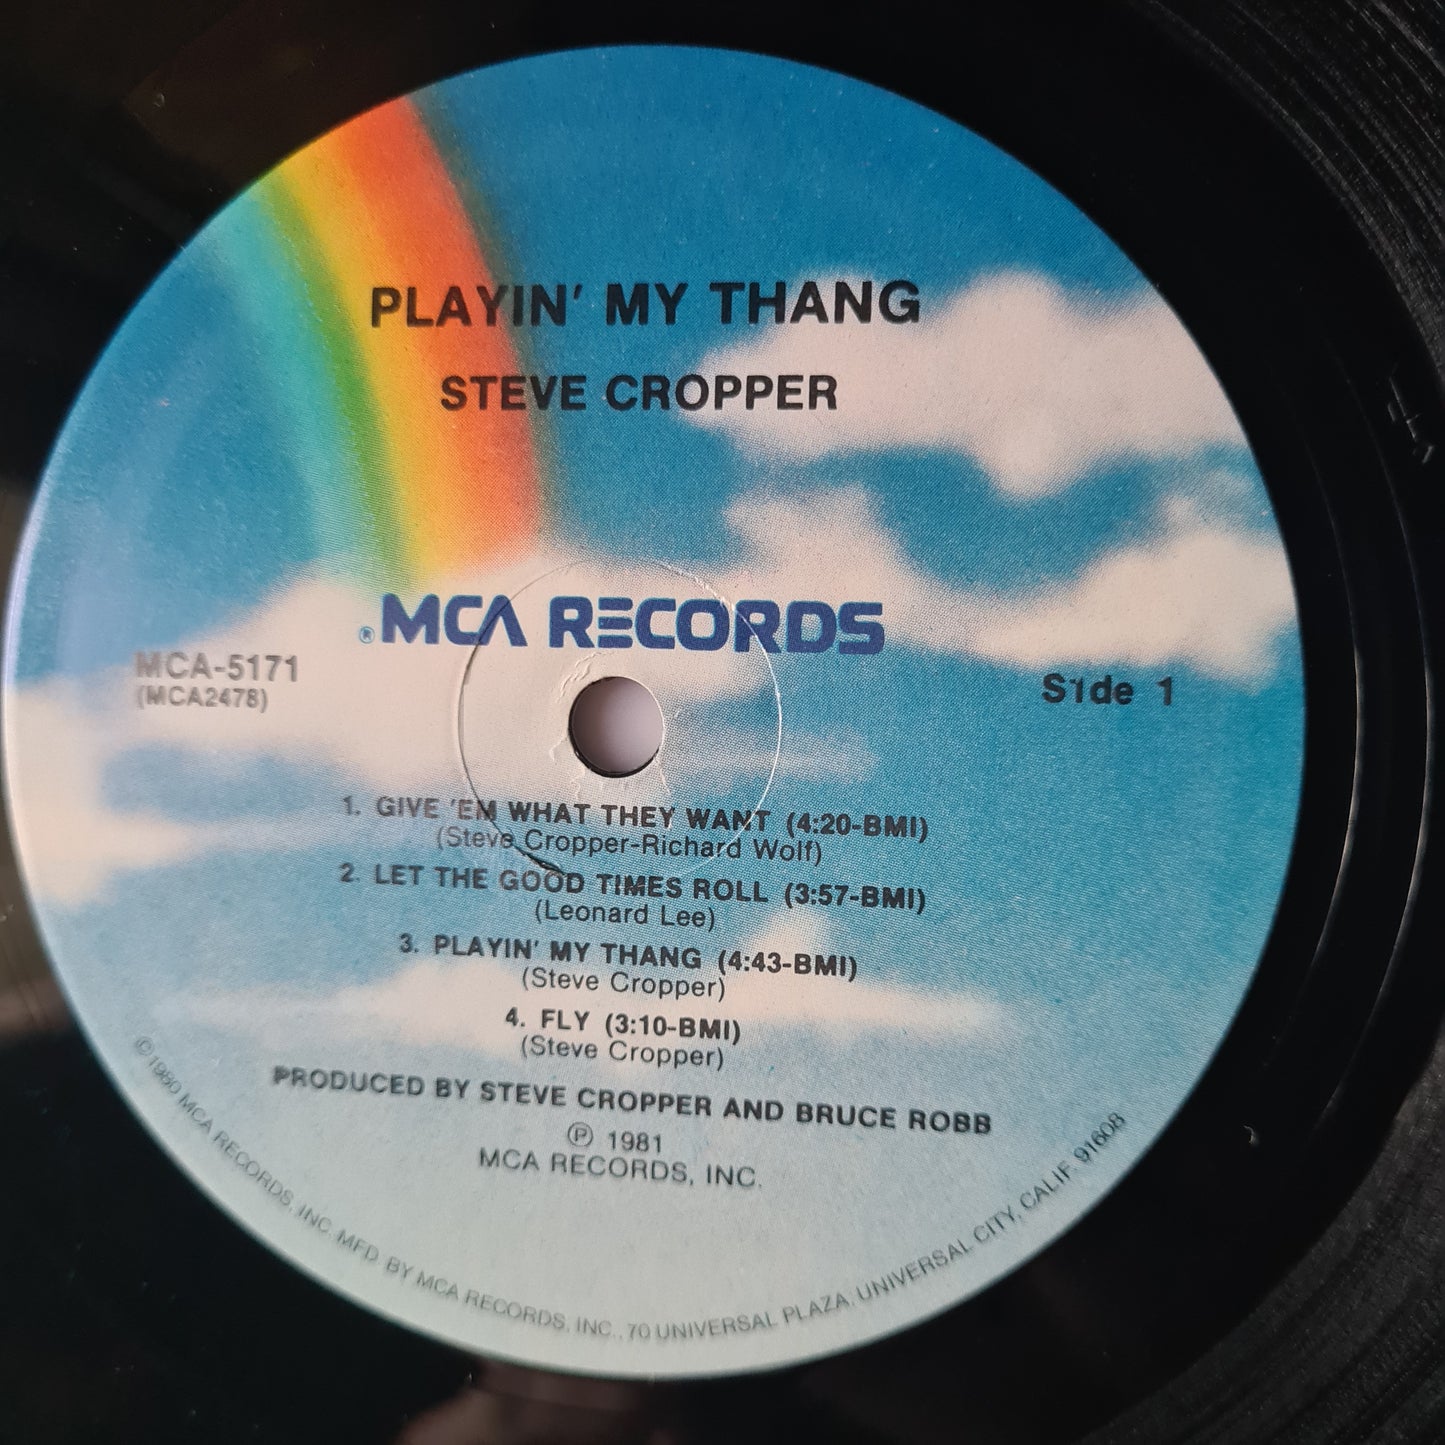 PLAYIN' MY THANG
STEVE CROPPER
®MCA RECORDS
MCA-5171
(MCA2478)
Side 1
1. GIVE 'EM WHAT THEY WANT (4:20-BMI)
(Steve Cropper-Richard Wolf)
2. LET THE GOOD TIMES ROLL (3:57-BMI)
(Leonard Lee)
3. PLAYIN' MY THANG (4:43-BMI)
(Steve Cropper)
4. FLY (3:10-BMI)
(Steve Cropper)
PRODUCED BY STEVE CROPPER AND BRUCE ROBB
Ⓟ 1981
MCA RECORDS, INC.
©1980 MCA RECORDS, INC. MFD BY MCA RECORDS, INC., 70 UNIVERSAL PLAZA, UNIVERSAL CITY, CALIF. 91608